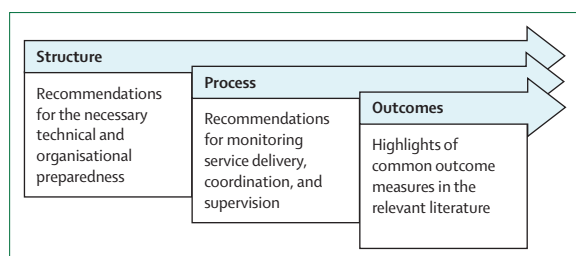 Structure
Recommendations
for the necessary
technical and
organisational
preparedness
Process
Recommendations
for monitoring
service delivery,
coordination, and
supervision
Outcomes
Highlights of
common outcome
measures in the
relevant literature